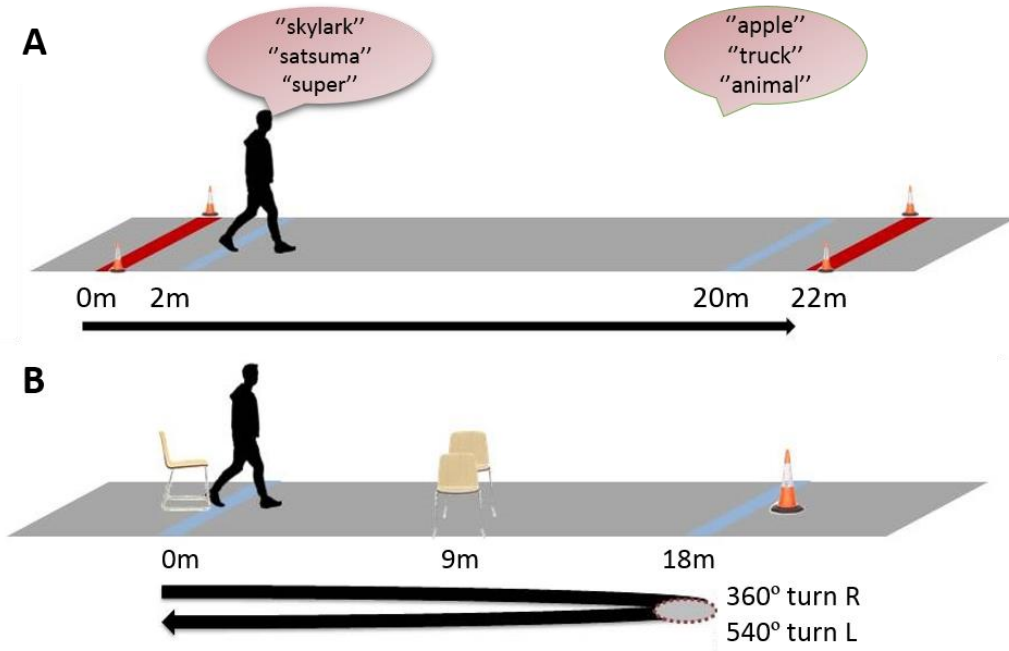 A
‘’skylark’’
‘’satsuma’’
“super’’
‘’apple’’
‘’truck’’
‘’animal’’
0m 2m 20m 22m
B
0m 9m 18m
360º turn R
540º turn L